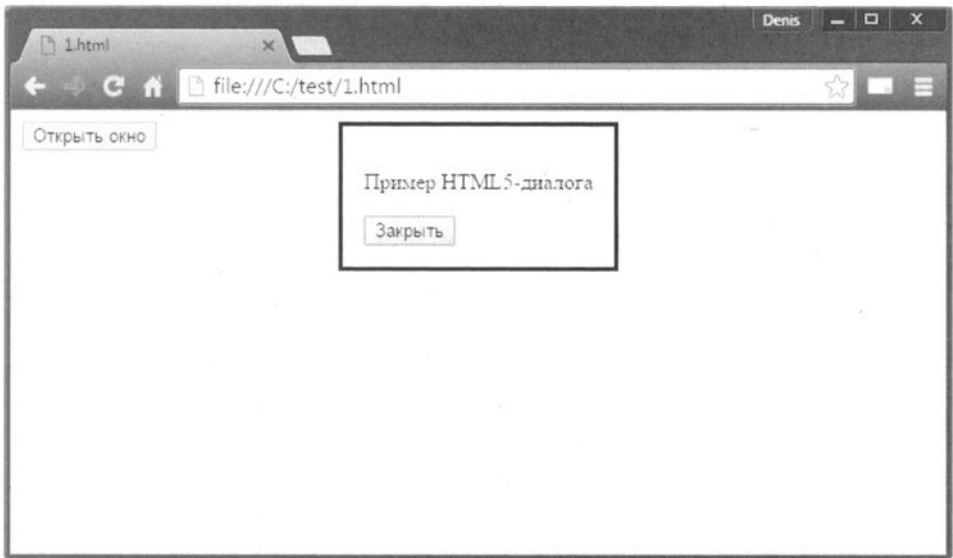 Denis
1.html
file:///C:/test/1.html
Открыть окно
Пример HTML5-диалога
Закрыть